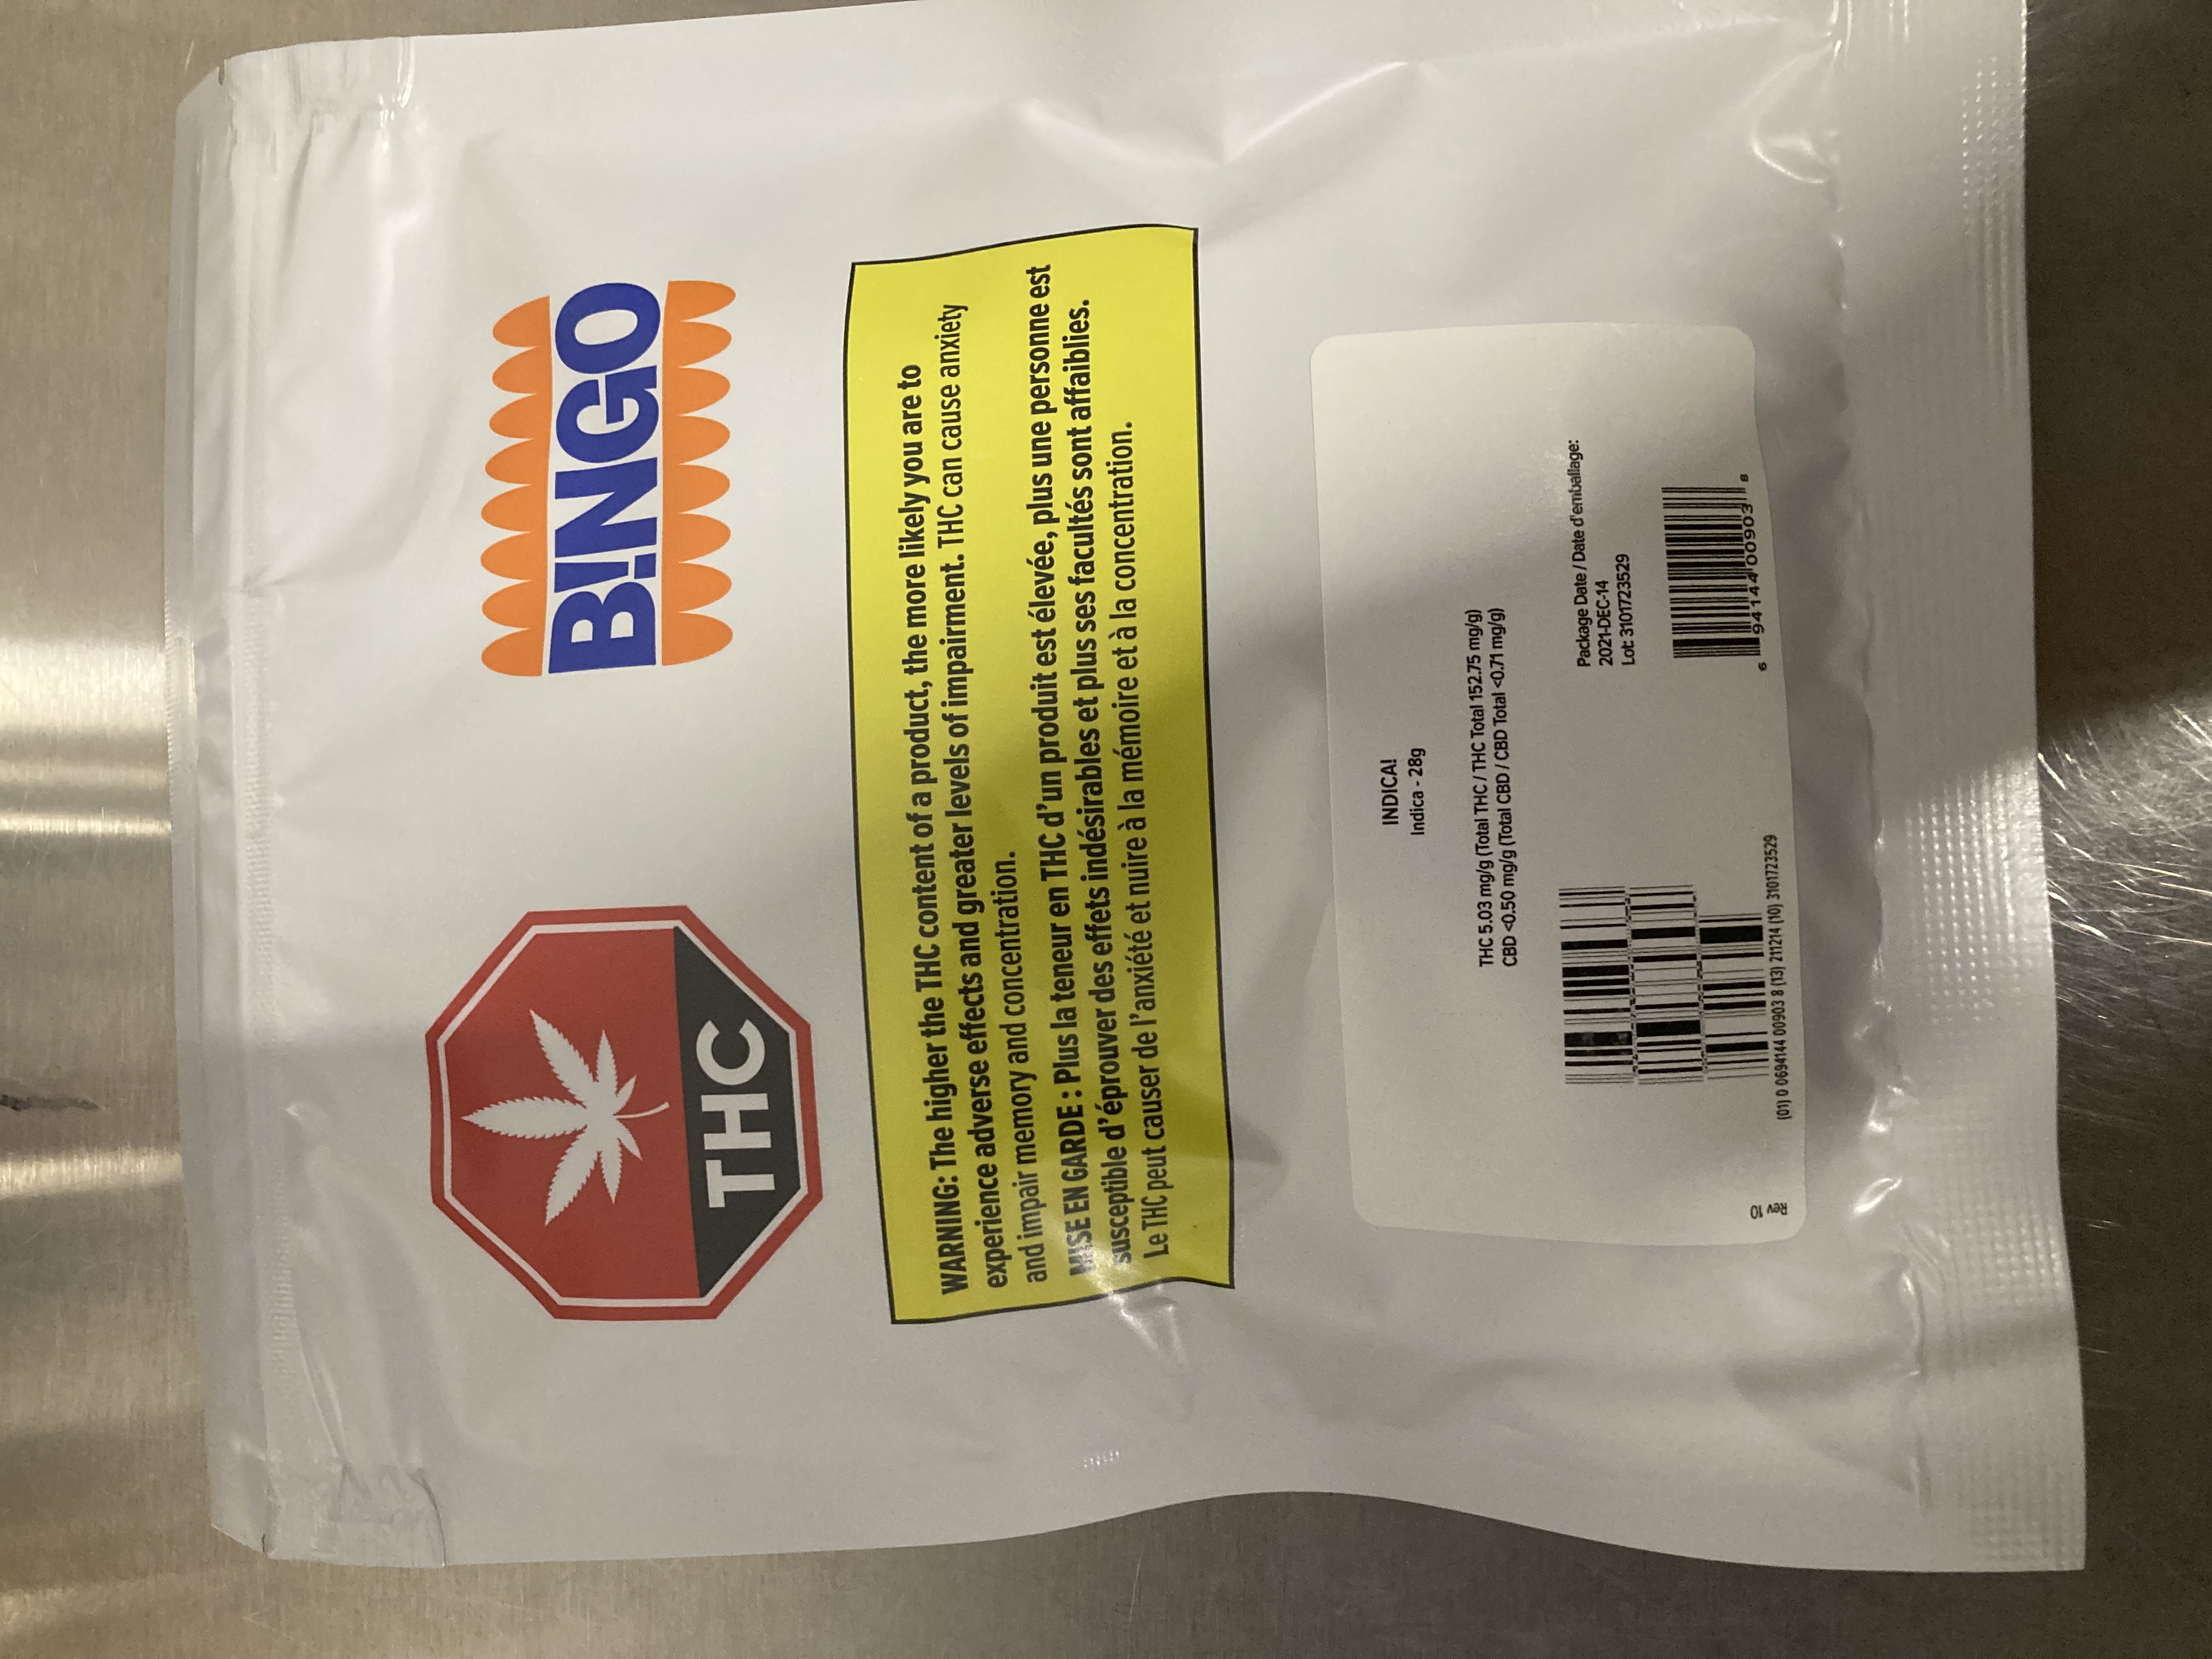 THC
B!NGO
WARNING: The higher the THC content of a product, the more likely you are to
experience adverse effects and greater levels of impairment. THC can cause anxiety
and impair memory and concentration.
MISE EN GARDE : Plus la teneur en THC d'un produit est élevée, plus une personne est
susceptible d'éprouver des effets indésirables et plus ses facultés sont affaiblies.
Le THC peut causer de l'anxiété et nuire à la mémoire et à la concentration.
INDICA!
Indica - 28g
THC 5.03 mg/g (Total THC / THC Total 152.75 mg/g)
CBD <0.50 mg/g (Total CBD / CBD Total <0.71 mg/g)
Package Date / Date d'emballage:
2021-DEC-14
Lot: 3101723529
6 94144 00903 8
Rev 10
(01) 0 0694144 00903 8 (13) 211214 (10) 3101723529